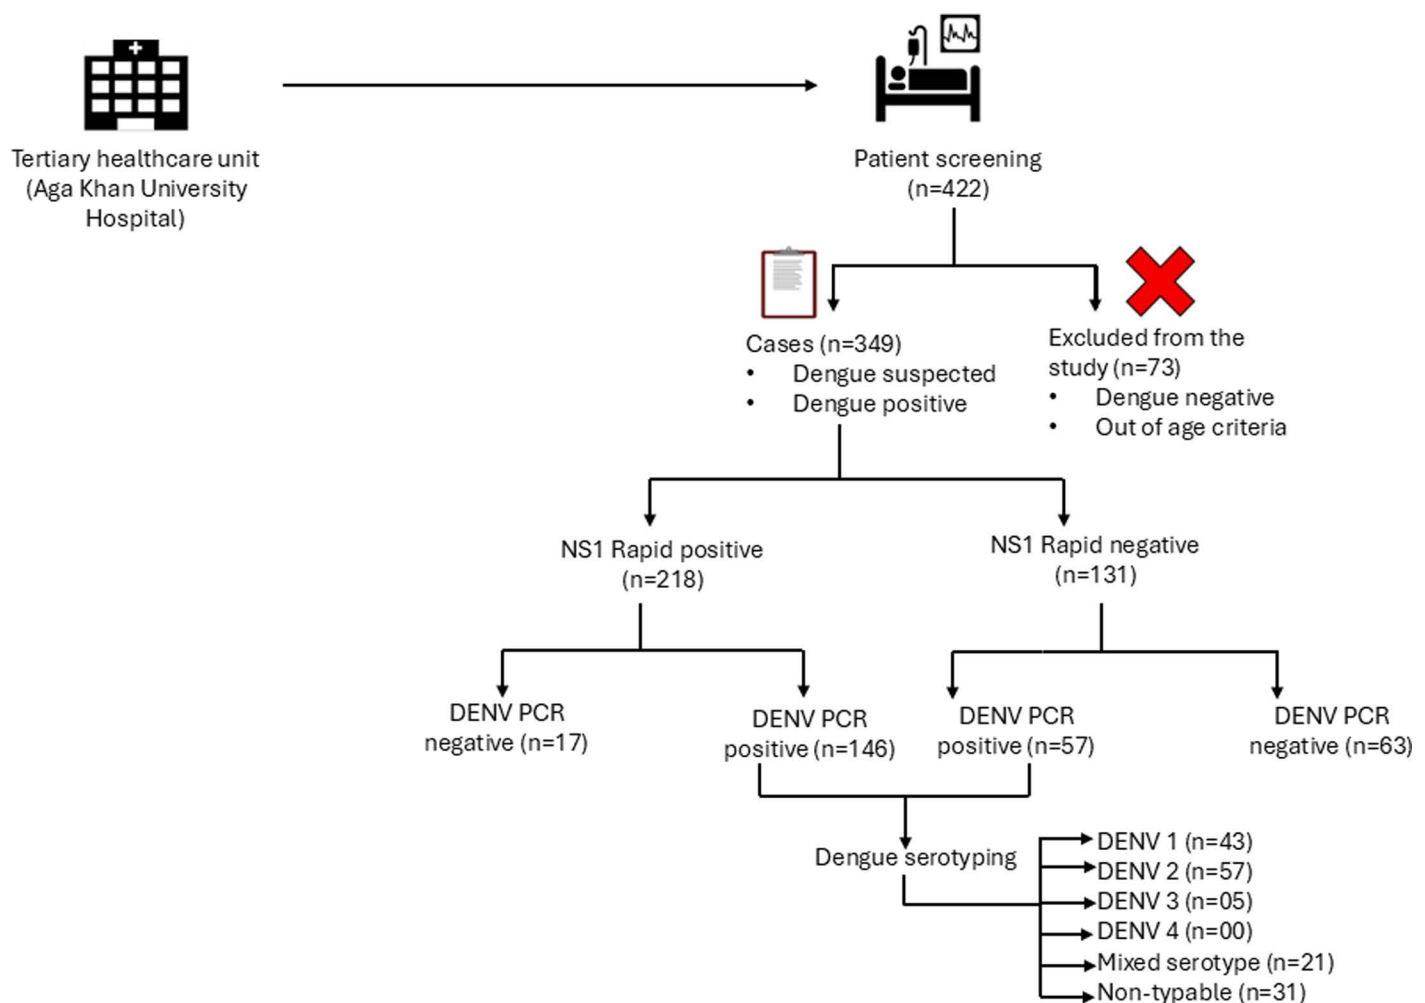 Tertiary healthcare unit
(Aga Khan University
Hospital)
Patient screening
(n=422)
Cases (n=349)
• Dengue suspected
• Dengue positive
Excluded from the
study (n=73)
• Dengue negative
• Out of age criteria
NS1 Rapid positive
(n=218)
NS1 Rapid negative
(n=131)
DENV PCR
negative (n=17)
DENV PCR
positive (n=146)
DENV PCR
positive (n=57)
DENV PCR
negative (n=63)
Dengue serotyping
DENV 1 (n=43)
DENV 2 (n=57)
DENV 3 (n=05)
DENV 4 (n=00)
Mixed serotype (n=21)
Non-typable (n=31)